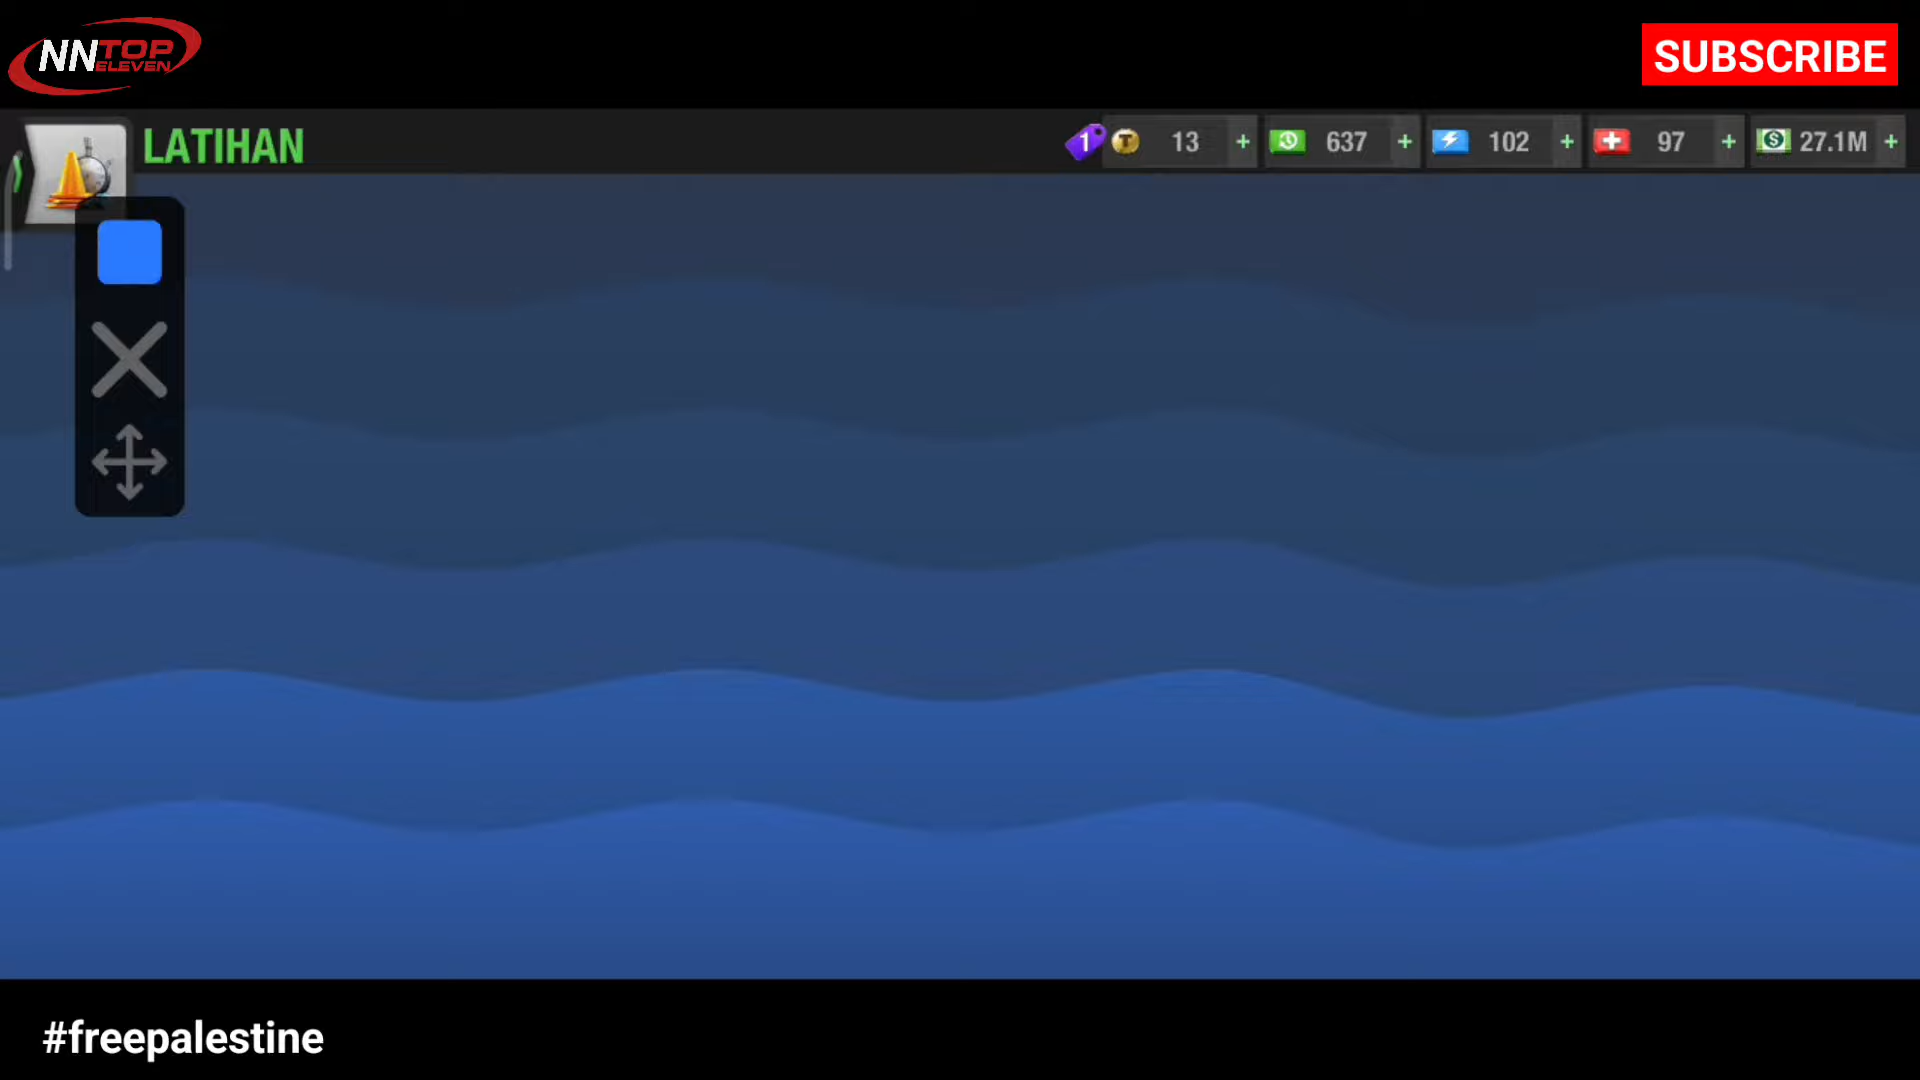 NNTOP
ELEVEN
SUBSCRIBE
LATIHAN
1 T 13 + 637 + 102 + 97 + $ 27.1M +
#freepalestine